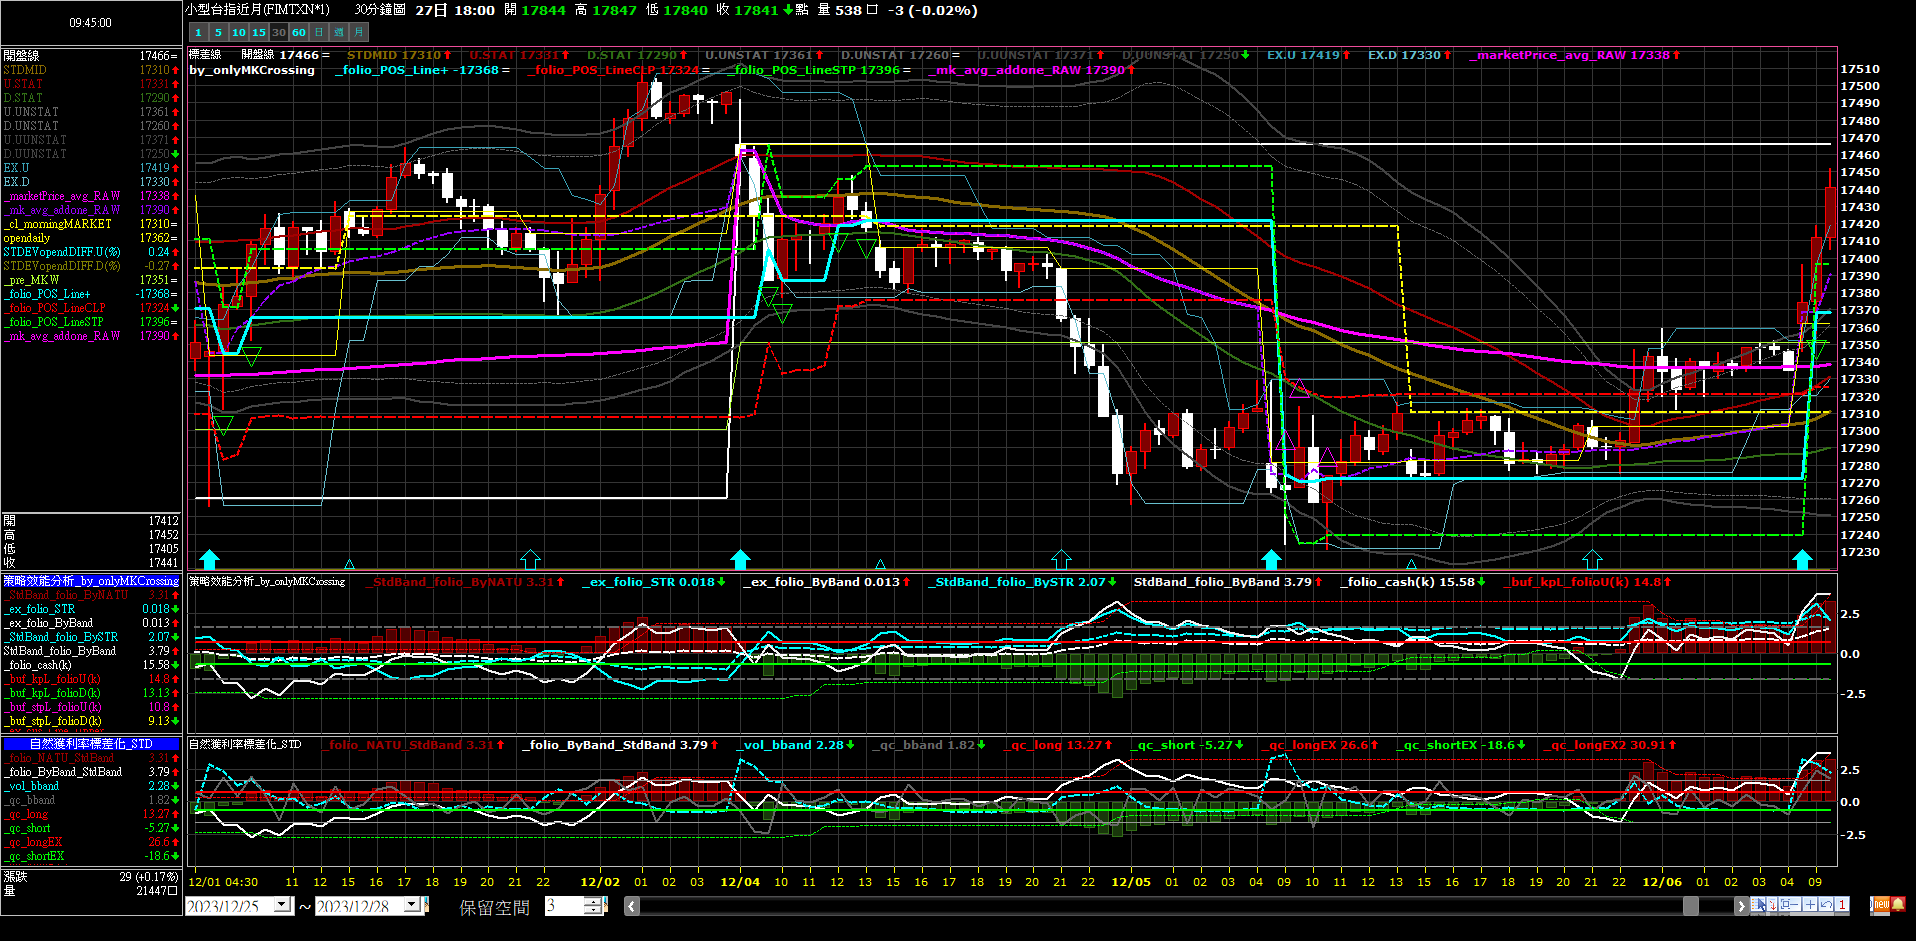 09:45:00
小型台指近月(FIMTXN*1) 30分鐘圖 27日 18:00 開 17844 高 17847 低 17840 收 17841 點 量 538口 -3 (-0.02%)
1 5 10 15 30 60 日 週 月
開盤線 17466=
STDMID 17310
U.STAT 17331
D.STAT 17290
U.UNSTAT 17361
D.UNSTAT 17260
U.UUNSTAT 17371
D.UUNSTAT 17250
EX.U 17419
EX.D 17330
_marketPrice_avg_RAW 17338
_mk_avg_addone_RAW 17390
_cl_morningMARKET 17310=
opendaily 17362=
STDEVopendDIFF.U(%) 0.24
STDEVopendDIFF.D(%) -0.27
_pre_MKW 17351=
_folio_POS_Line+ -17368=
_folio_POS_LineCLP 17324
_folio_POS_LineSTP 17396=
_mk_avg_addone_RAW 17390
開 17412
高 17452
低 17405
收 17441
標差線 開盤線 17466 = STDMID 17310 U.STAT 17331 D.STAT 17290 U.UNSTAT 17361 D.UNSTAT 17260 = U.UUNSTAT 17371 D.UUNSTAT 17250 EX.U 17419 EX.D 17330 _marketPrice_avg_RAW 17338
by_onlyMKCrossing _folio_POS_Line+ -17368 = _folio_POS_LineCLP 17324 = _folio_POS_LineSTP 17396 = _mk_avg_addone_RAW 17390
17510
17500
17490
17480
17470
17460
17450
17440
17430
17420
17410
17400
17390
17380
17370
17360
17350
17340
17330
17320
17310
17300
17290
17280
17270
17260
17250
17240
17230
策略效能分析_by_onlyMKCrossing
_StdBand_folio_ByNATU 3.31
_ex_folio_STR 0.018
_ex_folio_ByBand 0.013
_StdBand_folio_BySTR 2.07
StdBand_folio_ByBand 3.79
_folio_cash(k) 15.58
_buf_kpL_folioU(k) 14.8
_buf_kpL_folioD(k) 13.13
_buf_stpL_folioU(k) 10.8
_buf_stpL_folioD(k) 9.13
策略效能分析_by_onlyMKCrossing _StdBand_folio_ByNATU 3.31 _ex_folio_STR 0.018 _ex_folio_ByBand 0.013 _StdBand_folio_BySTR 2.07 StdBand_folio_ByBand 3.79 _folio_cash(k) 15.58 _buf_kpL_folioU(k) 14.8
2.5
0.0
-2.5
自然獲利率標差化_STD
_folio_NATU_StdBand 3.31
_folio_ByBand_StdBand 3.79
_vol_bband 2.28
_qc_bband 1.82
_qc_long 13.27
_qc_short -5.27
_qc_longEX 26.6
_qc_shortEX -18.6
漲跌 29 (+0.17%)
量 21447口
自然獲利率標差化_STD _folio_NATU_StdBand 3.31 _folio_ByBand_StdBand 3.79 _vol_bband 2.28 _qc_bband 1.82 _qc_long 13.27 _qc_short -5.27 _qc_longEX 26.6 _qc_shortEX -18.6 _qc_longEX2 30.91
2.5
0.0
-2.5
12/01 04:30 11 12 15 16 17 18 19 20 21 22 12/02 01 02 03 12/04 10 11 12 13 15 16 17 18 19 20 21 22 12/05 01 02 03 04 09 10 11 13 14 15 16 17 18 19 20 21 22 12/06 01 02 03 04 09
2023/12/25 ~ 2023/12/28 保留空間 3
1 new